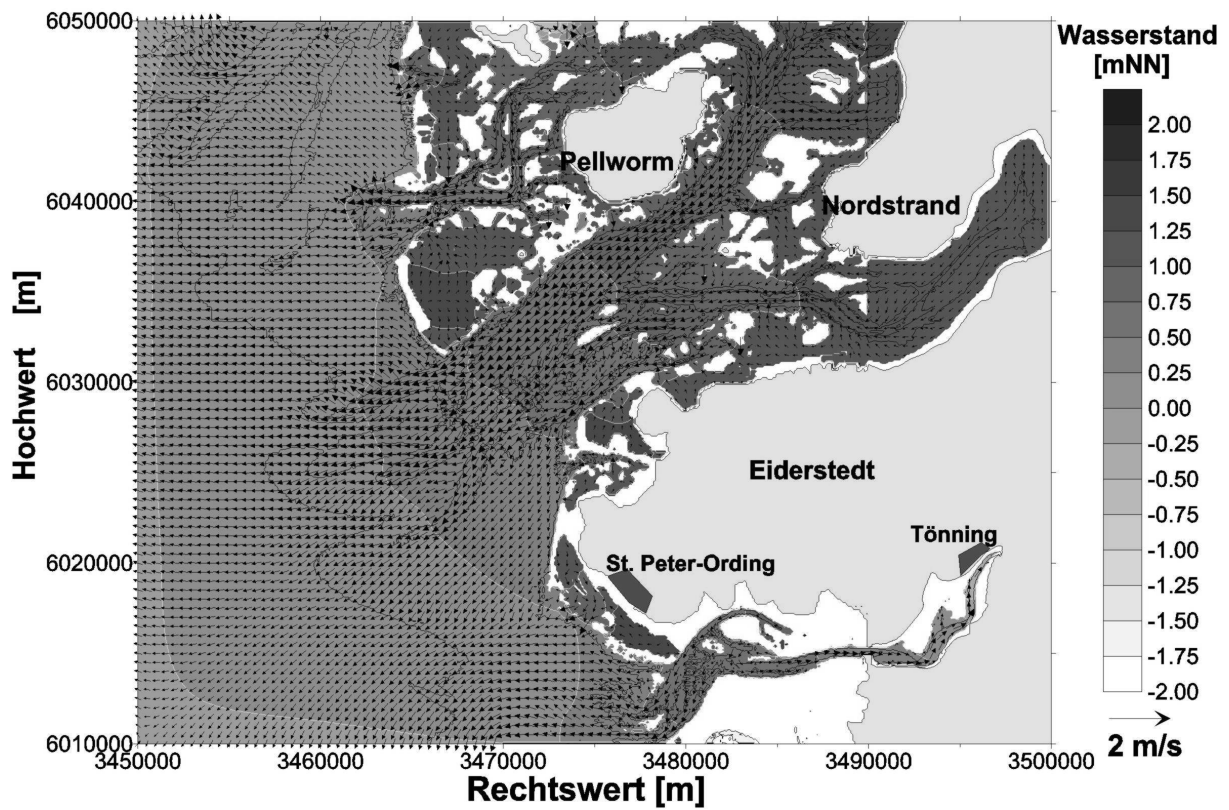 Wasserstand
[mNN]
2.00
1.75
1.50
1.25
1.00
0.75
0.50
0.25
0.00
-0.25
-0.50
-0.75
-1.00
-1.25
-1.50
-1.75
-2.00
2 m/s
Hochwert [m]
6050000
6040000
6030000
6020000
6010000
Pellworm
Nordstrand
Eiderstedt
Tönning
St. Peter-Ording
3450000
3460000
3470000
3480000
3490000
3500000
Rechtswert [m]